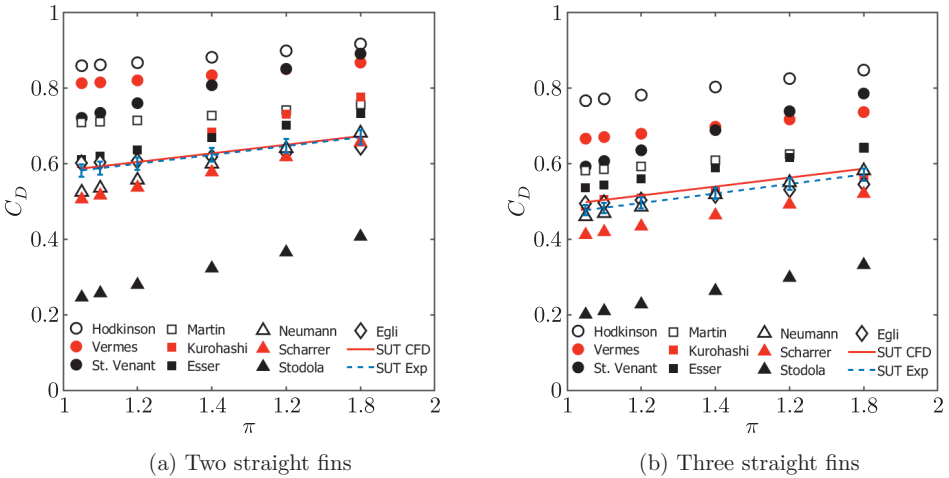 1
0.8
0.6
0.4
0.2
0
C_D
1 1.2 1.4 1.2 1.8 2
π
Hodkinson Martin Neumann Egli
Vermes Kurohashi Scharrer SUT CFD
St. Venant Esser Stodola SUT Exp
(a) Two straight fins
1
0.8
0.6
0.4
0.2
0
C_D
1 1.2 1.4 1.2 1.8 2
π
Hodkinson Martin Neumann Egli
Vermes Kurohashi Scharrer SUT CFD
St. Venant Esser Stodola SUT Exp
(b) Three straight fins